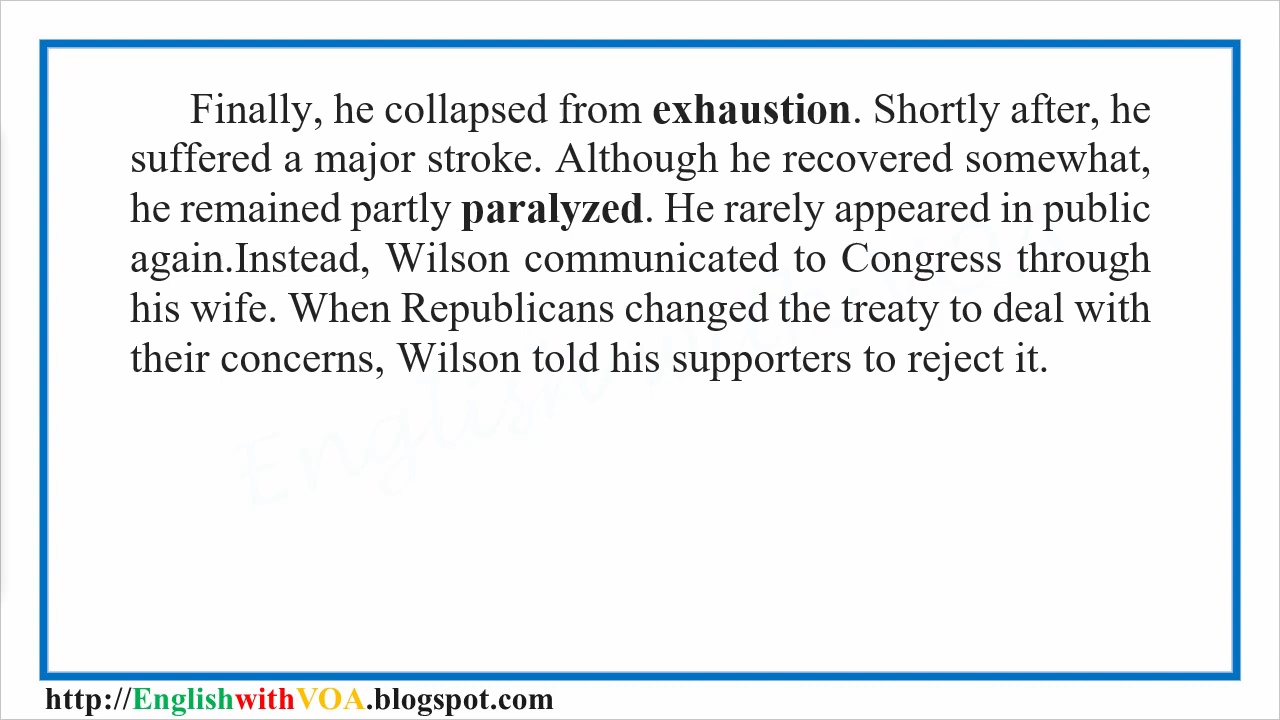 Finally, he collapsed from exhaustion. Shortly after, he
suffered a major stroke. Although he recovered somewhat,
he remained partly paralyzed. He rarely appeared in public
again.Instead, Wilson communicated to Congress through
his wife. When Republicans changed the treaty to deal with
their concerns, Wilson told his supporters to reject it.
http://EnglishwithVOA.blogspot.com